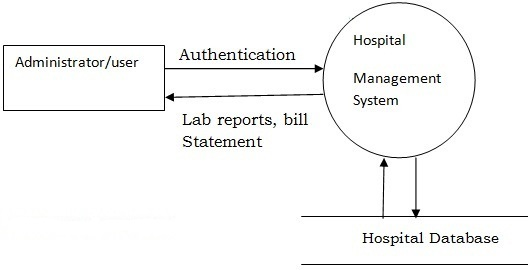 Administrator/user
Authentication
Hospital
Management
System
Lab reports, bill
Statement
Hospital Database